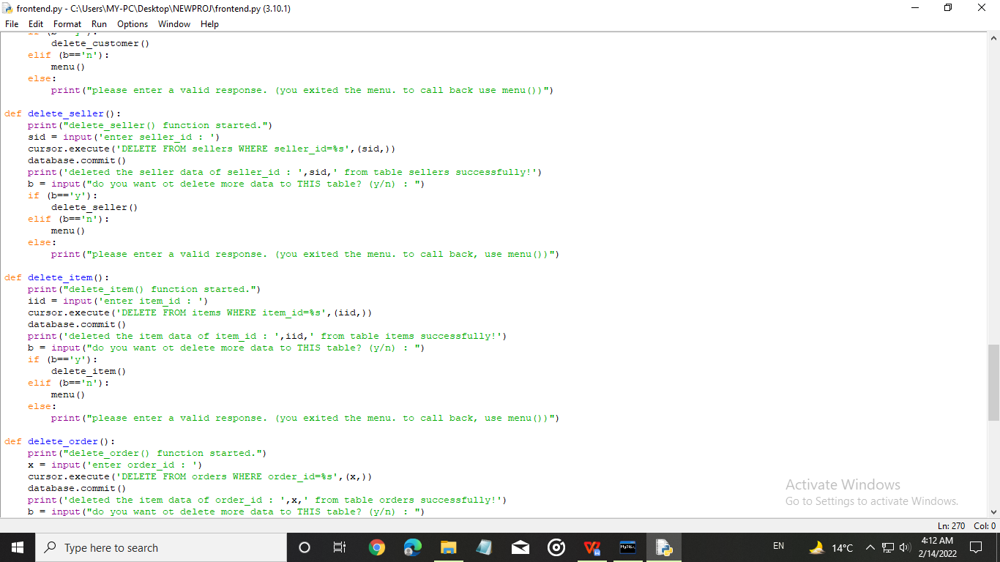 frontend.py - C:\Users\MY-PC\Desktop\NEWPROJ\frontend.py (3.10.1)
File Edit Format Run Options Window Help
        delete_customer()
    elif (b=='n'):
        menu()
    else:
        print("please enter a valid response. (you exited the menu. to call back use menu())")

def delete_seller():
    print("delete_seller() function started.")
    sid = input('enter seller_id : ')
    cursor.execute('DELETE FROM sellers WHERE seller_id=%s',(sid,))
    database.commit()
    print('deleted the seller data of seller_id : ',sid,' from table sellers successfully!')
    b = input("do you want ot delete more data to THIS table? (y/n) : ")
    if (b=='y'):
        delete_seller()
    elif (b=='n'):
        menu()
    else:
        print("please enter a valid response. (you exited the menu. to call back, use menu())")

def delete_item():
    print("delete_item() function started.")
    iid = input('enter item_id : ')
    cursor.execute('DELETE FROM items WHERE item_id=%s',(iid,))
    database.commit()
    print('deleted the item data of item_id : ',iid,' from table items successfully!')
    b = input("do you want ot delete more data to THIS table? (y/n) : ")
    if (b=='y'):
        delete_item()
    elif (b=='n'):
        menu()
    else:
        print("please enter a valid response. (you exited the menu. to call back, use menu())")

def delete_order():
    print("delete_order() function started.")
    x = input('enter order_id : ')
    cursor.execute('DELETE FROM orders WHERE order_id=%s',(x,))
    database.commit()
    print('deleted the item data of order_id : ',x,' from table orders successfully!')
    b = input("do you want ot delete more data to THIS table? (y/n) : ")
Activate Windows
Go to Settings to activate Windows.
Ln: 270 Col: 0
Type here to search
EN
14°C
4:12 AM
2/14/2022